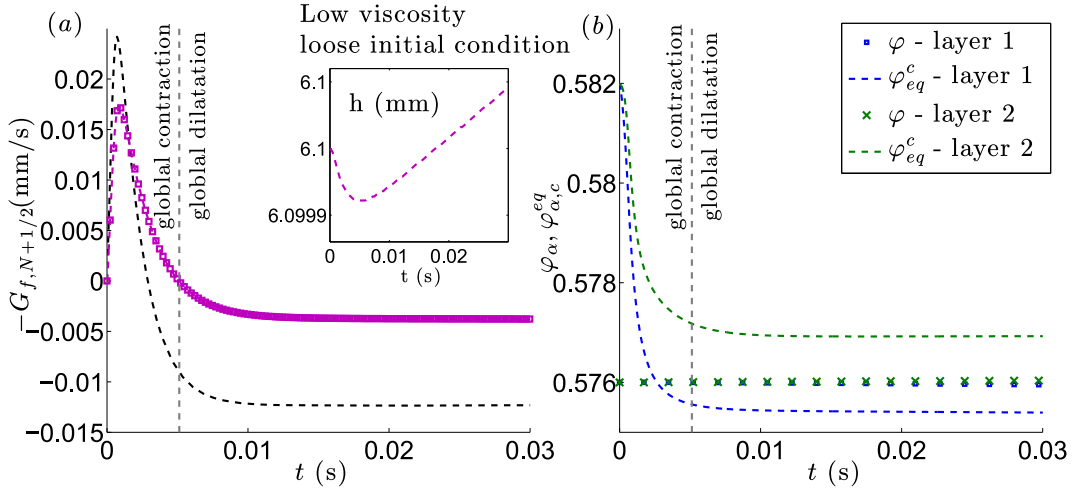 (a)
Low viscosity
loose initial condition
(b)
−G_{f,N+1/2}(mm/s)
0.02
0.015
0.01
0.005
0
−0.005
−0.01
−0.015
globlal contraction
globlal dilatation
h (mm)
6.1
6.1
6.0999
0 0.01 0.02
t (s)
0 0.01 0.02 0.03
t (s)
φ_α, φ^{eq}_{α,c}
0.582
0.58
0.578
0.576
globlal contraction
globlal dilatation
φ - layer 1
φ^c_{eq} - layer 1
φ - layer 2
φ^c_{eq} - layer 2
0 0.01 0.02 0.03
t (s)